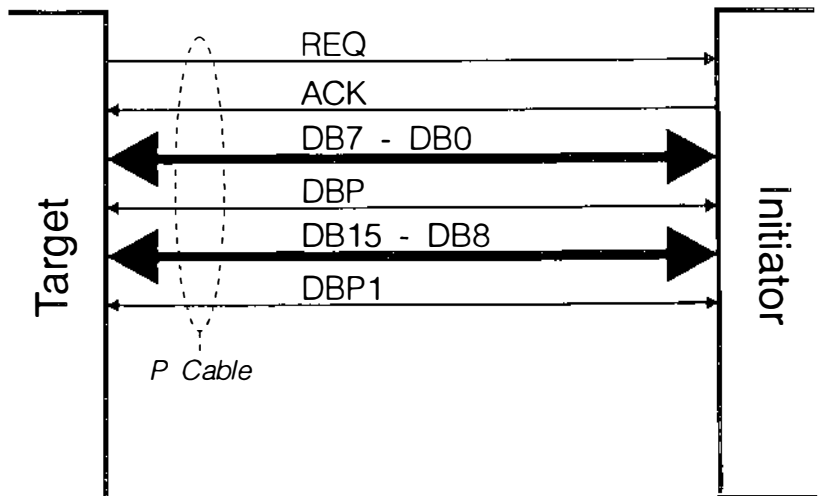 REQ
ACK
DB7 - DB0
DBP
DB15 - DB8
DBP1
P Cable
Target
Initiator